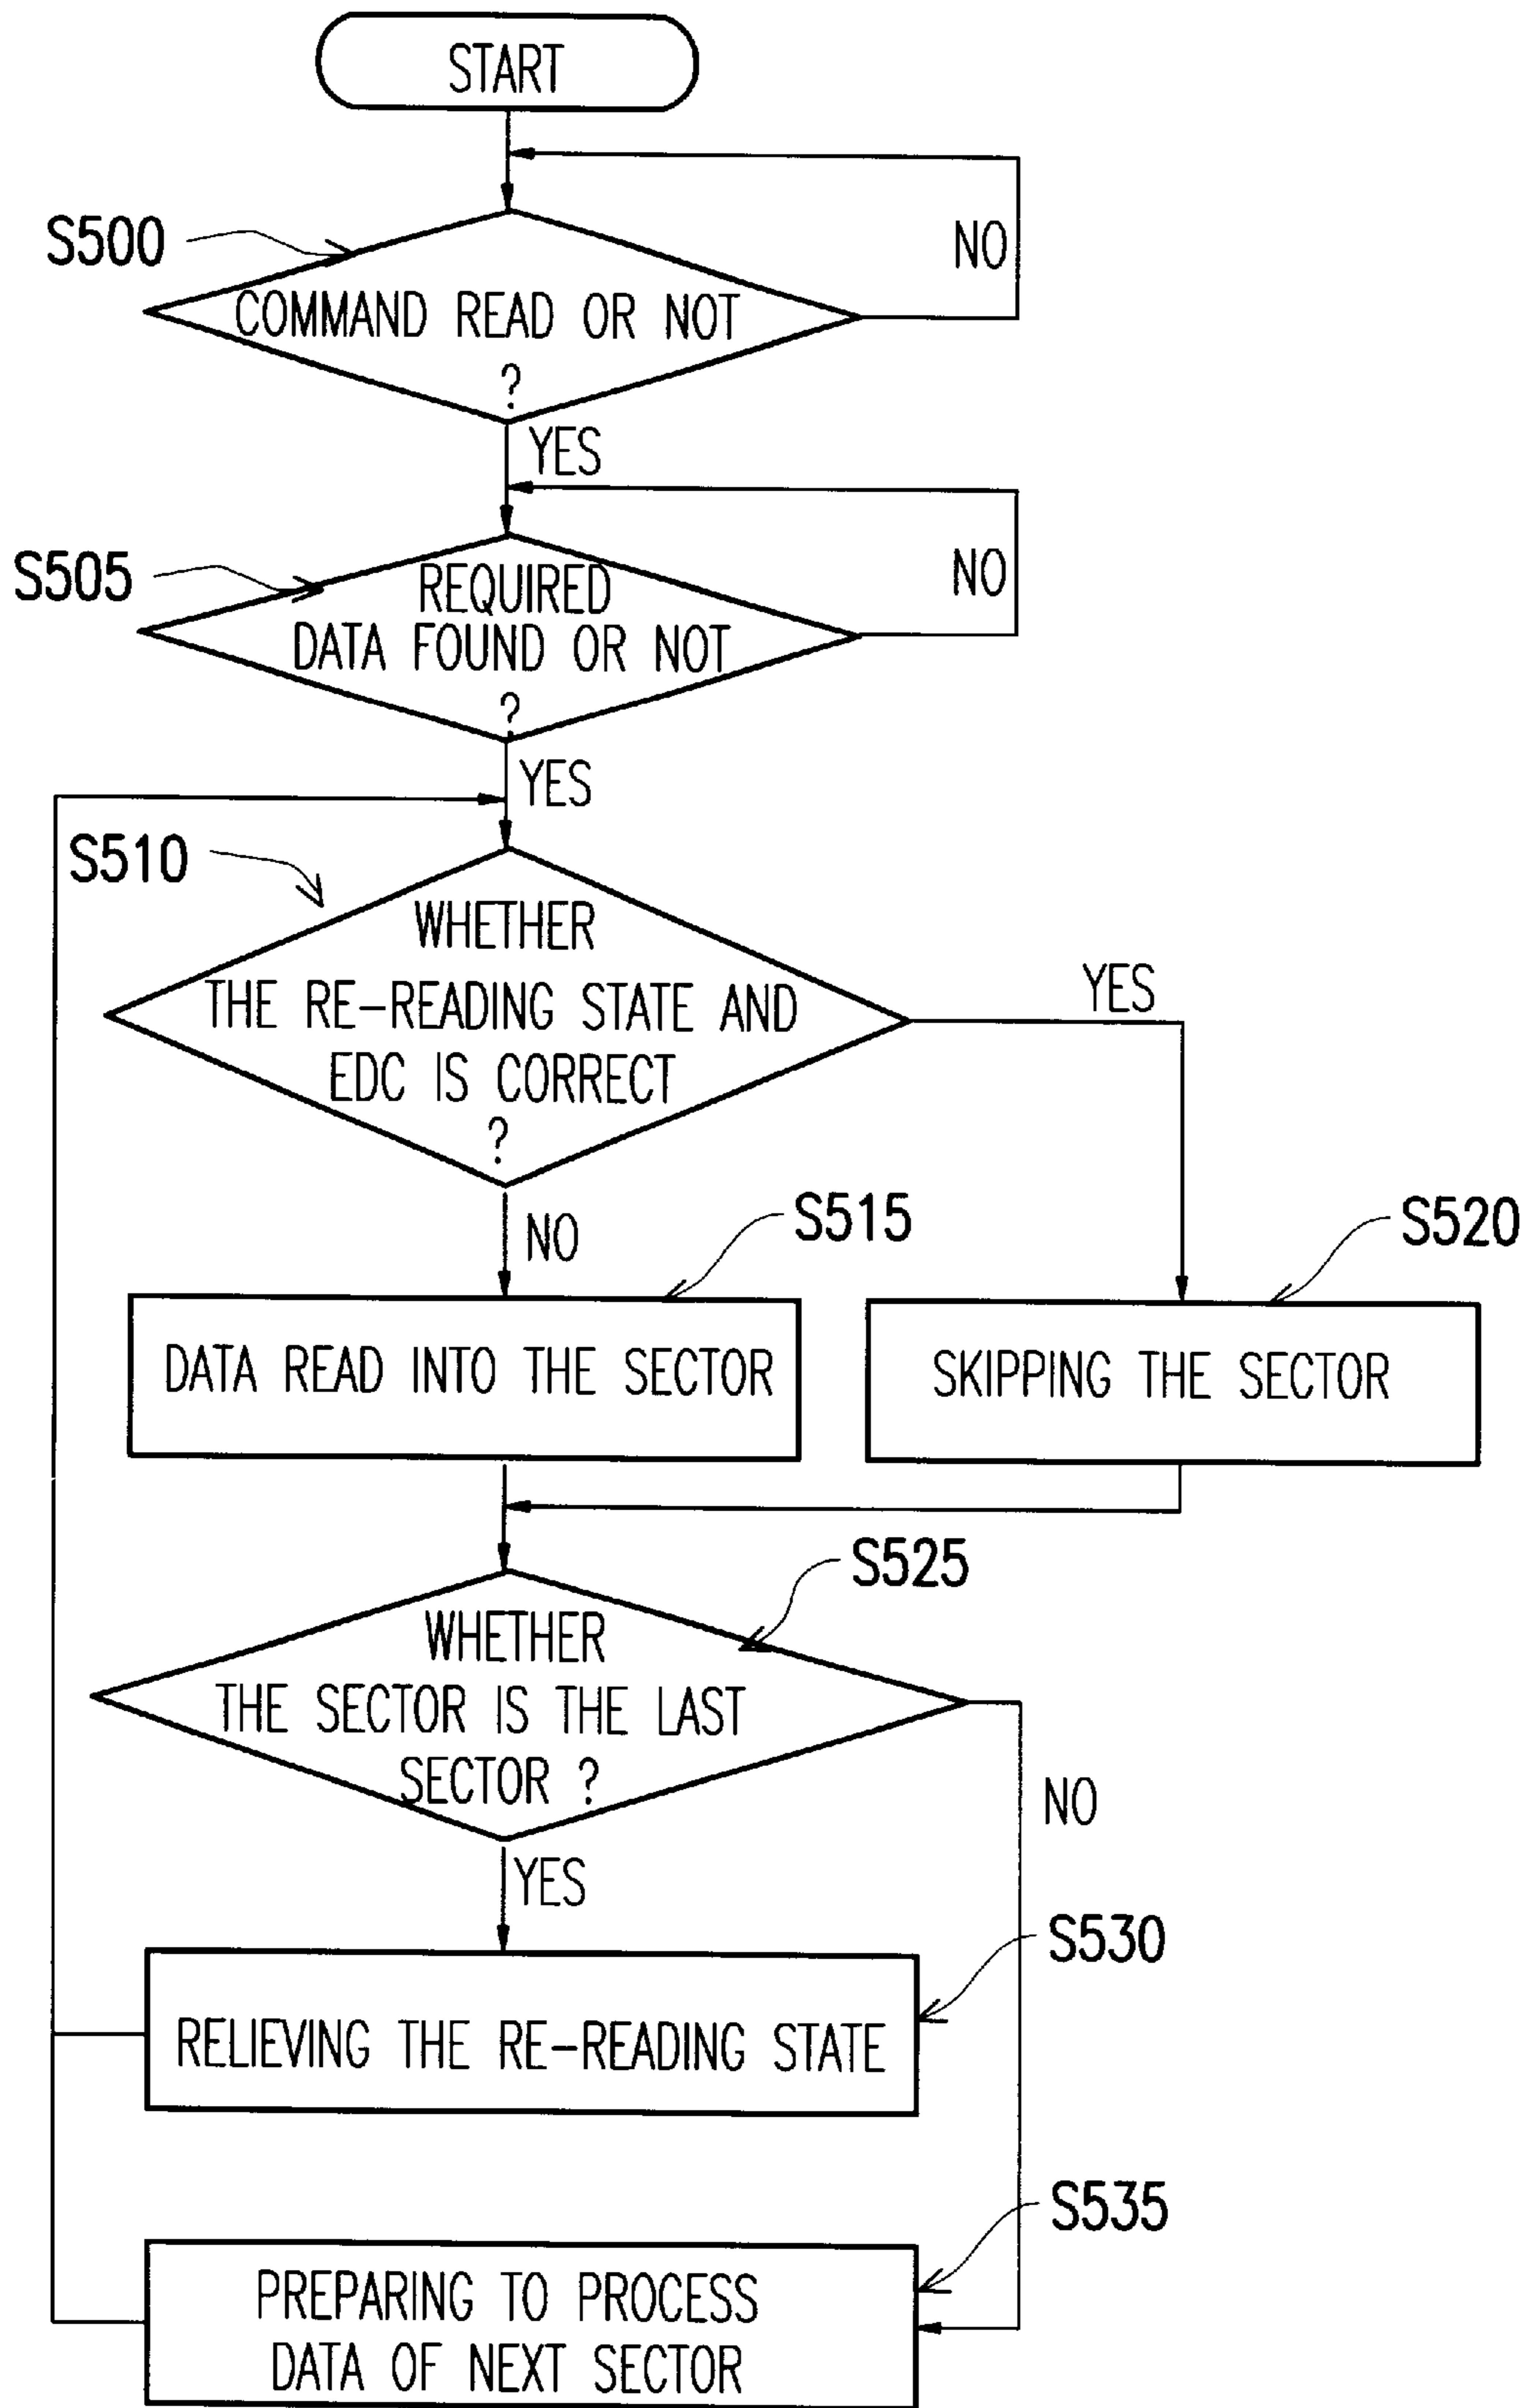 START
NO
S500
COMMAND READ OR NOT
?
YES
NO
S505
REQUIRED
DATA FOUND OR NOT
?
YES
S510
WHETHER
THE RE-READING STATE AND
EDC IS CORRECT
?
YES
NO
S515
S520
DATA READ INTO THE SECTOR
SKIPPING THE SECTOR
S525
WHETHER
THE SECTOR IS THE LAST
SECTOR ?
NO
YES
S530
RELIEVING THE RE-READING STATE
S535
PREPARING TO PROCESS
DATA OF NEXT SECTOR